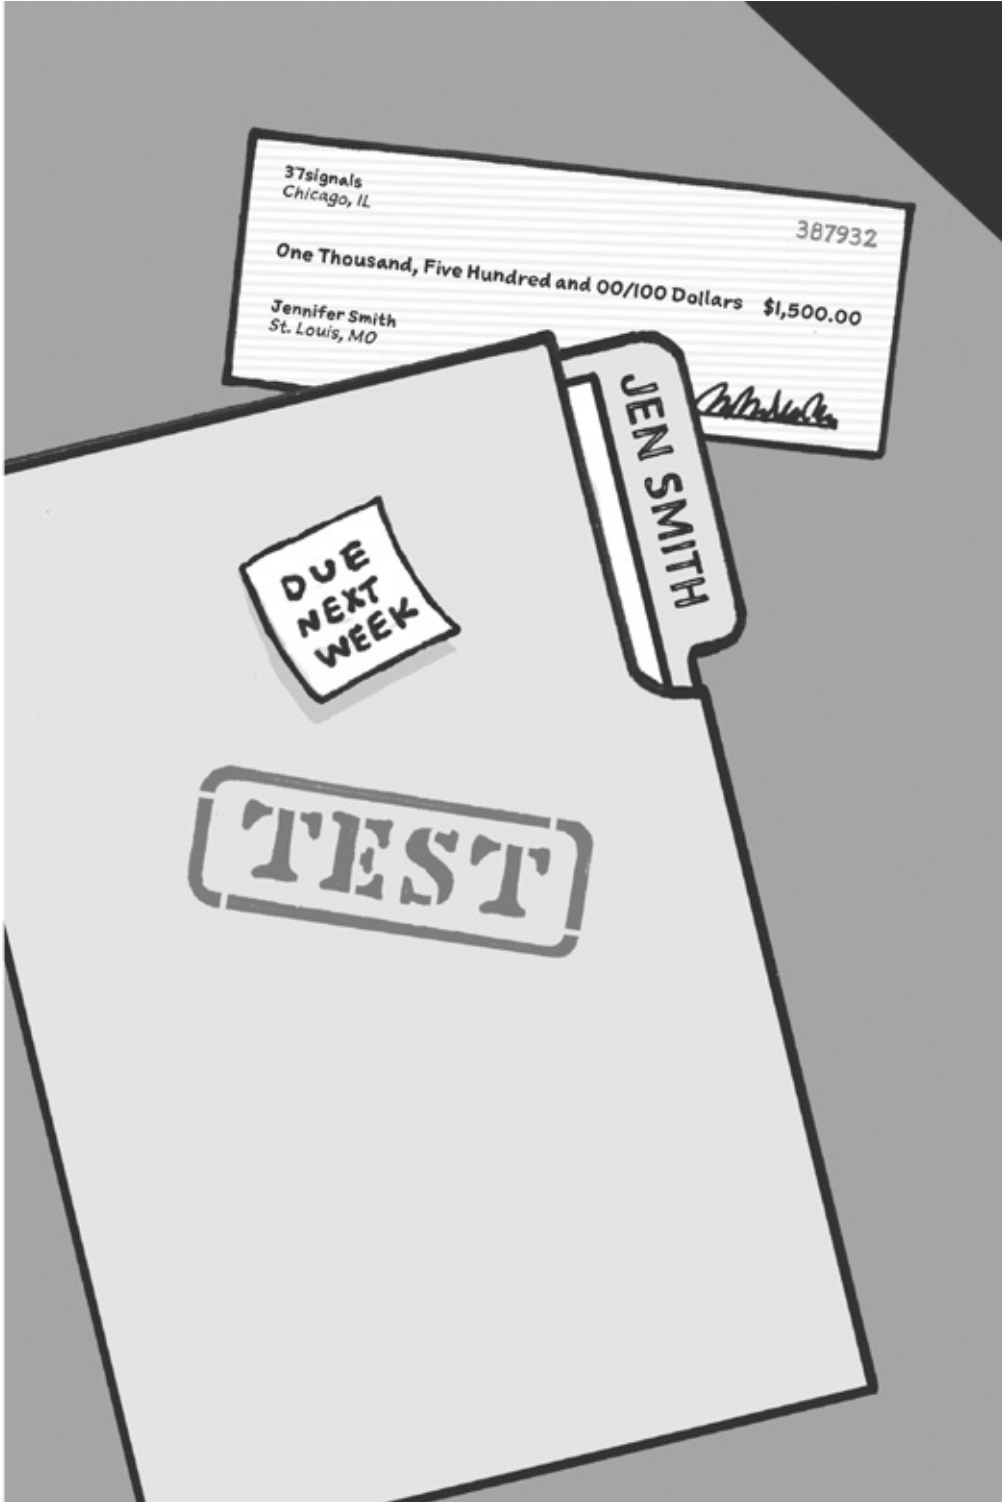 37signals
Chicago, IL
387932
One Thousand, Five Hundred and 00/100 Dollars $1,500.00
Jennifer Smith
St. Louis, MO
JEN SMITH
DUE
NEXT
WEEK
TEST